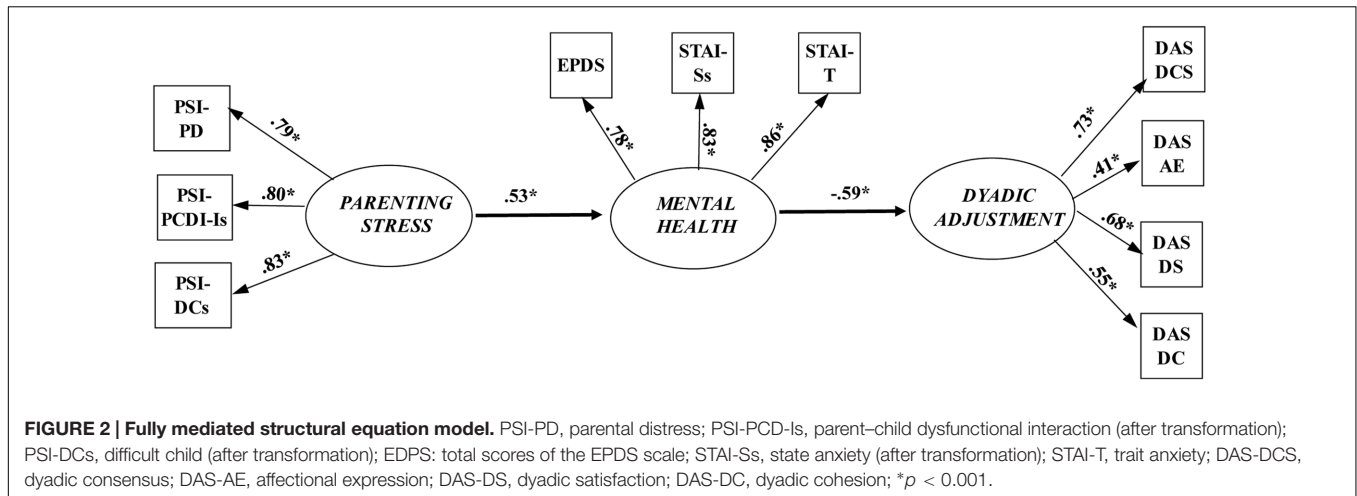 EPDS
STAI-
Ss
STAI-
T
DAS
DCS
PSI-
PD
.79*
.78*
.83*
.86*
.73*
DAS
AE
.41*
PSI-
PCDI-Is
.80*
PARENTING
STRESS
.53*
MENTAL
HEALTH
-.59*
DYADIC
ADJUSTMENT
.68*
DAS
DS
PSI-
DCs
.83*
.55*
DAS
DC
FIGURE 2 | Fully mediated structural equation model. PSI-PD, parental distress; PSI-PCD-Is, parent–child dysfunctional interaction (after transformation);
PSI-DCs, difficult child (after transformation); EDPS: total scores of the EPDS scale; STAI-Ss, state anxiety (after transformation); STAI-T, trait anxiety; DAS-DCS,
dyadic consensus; DAS-AE, affectional expression; DAS-DS, dyadic satisfaction; DAS-DC, dyadic cohesion; *p < 0.001.